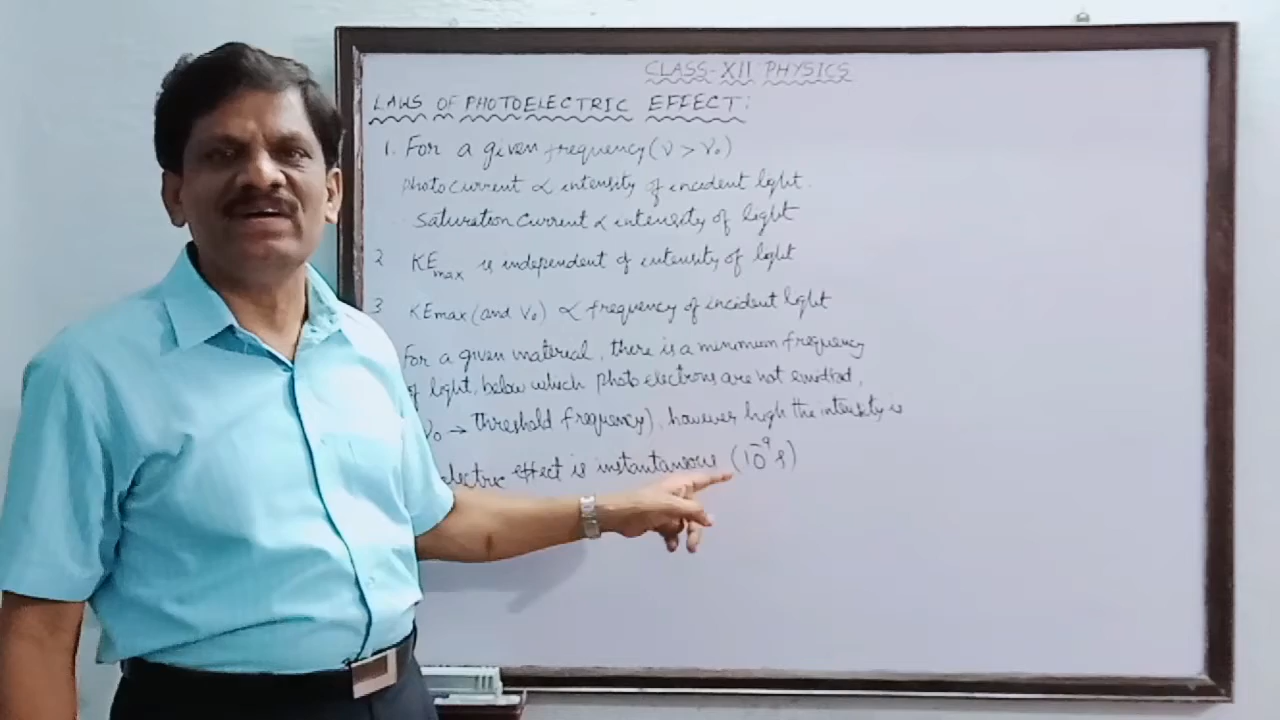 CLASS-XII PHYSICS
LAWS OF PHOTOELECTRIC EFFECT:
1. For a given frequency (ν > ν₀)
Photocurrent ∝ intensity of incident light.
Saturation current ∝ intensity of light
2 KEmax is independent of intensity of light
3 KEmax (and V₀) ∝ frequency of incident light
For a given material, there is a minimum frequency
of light, below which photo electrons are not emitted,
ν₀ → threshold frequency), however high the intensity is
electric effect is instantaneous (10⁻⁹ s)